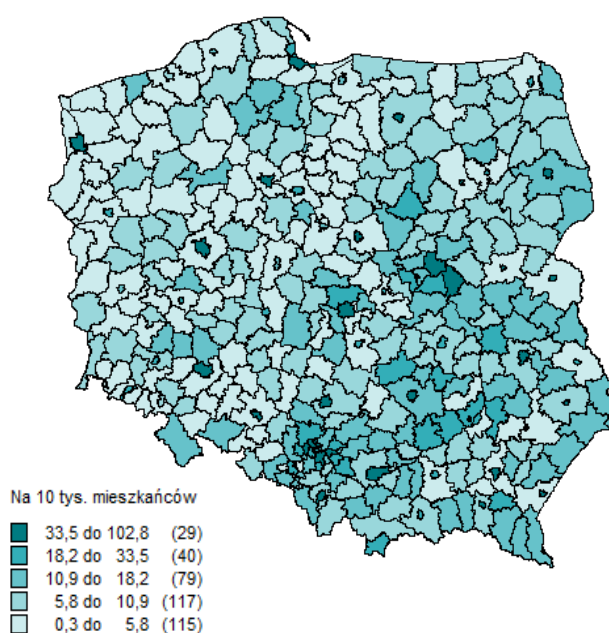 Na 10 tys. mieszkańców
33,5 do 102,8 (29)
18,2 do 33,5 (40)
10,9 do 18,2 (79)
5,8 do 10,9 (117)
0,3 do 5,8 (115)